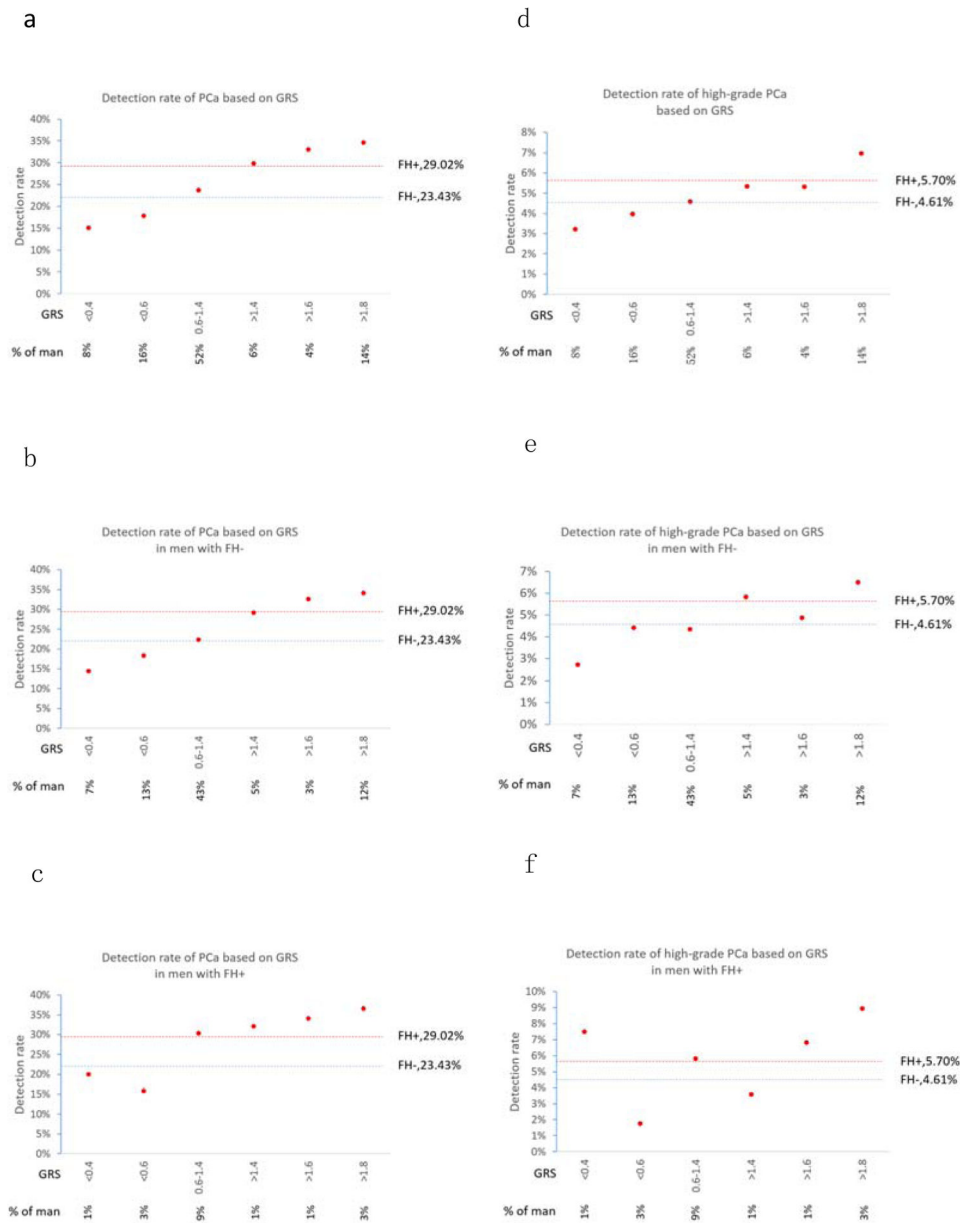 a
Detection rate of PCa based on GRS
40%
35%
30%
25%
20%
15%
10%
5%
0%
Detection rate
FH+,29.02%
FH-,23.43%
GRS
<0.4
<0.6
0.6-1.4
>1.4
>1.6
>1.8
% of man
8%
16%
52%
6%
4%
14%
d
Detection rate of high-grade PCa
based on GRS
8%
7%
6%
5%
4%
3%
2%
1%
0%
Detection rate
FH+,5.70%
FH-,4.61%
GRS
<0.4
<0.6
0.6-1.4
>1.4
>1.6
>1.8
% of man
8%
16%
52%
6%
4%
14%
b
Detection rate of PCa based on GRS
in men with FH-
40%
35%
30%
25%
20%
15%
10%
5%
0%
Detection rate
FH+,29.02%
FH-,23.43%
GRS
<0.4
<0.6
0.6-1.4
>1.4
>1.6
>1.8
% of man
7%
13%
43%
5%
3%
12%
e
Detection rate of high-grade PCa based on GRS
in men with FH-
7%
6%
5%
4%
3%
2%
1%
0%
Detection rate
FH+,5.70%
FH-,4.61%
GRS
<0.4
<0.6
0.6-1.4
>1.4
>1.6
>1.8
% of man
7%
13%
43%
5%
3%
12%
c
Detection rate of PCa based on GRS
in men with FH+
40%
35%
30%
25%
20%
15%
10%
5%
0%
Detection rate
FH+,29.02%
FH-,23.43%
GRS
<0.4
<0.6
0.6-1.4
>1.4
>1.6
>1.8
% of man
1%
3%
9%
1%
1%
3%
f
Detection rate of high-grade PCa based on GRS
in men with FH+
10%
9%
8%
7%
6%
5%
4%
3%
2%
1%
0%
Detection rate
FH+,5.70%
FH-,4.61%
GRS
<0.4
<0.6
0.6-1.4
>1.4
>1.6
>1.8
% of man
1%
3%
9%
1%
1%
3%